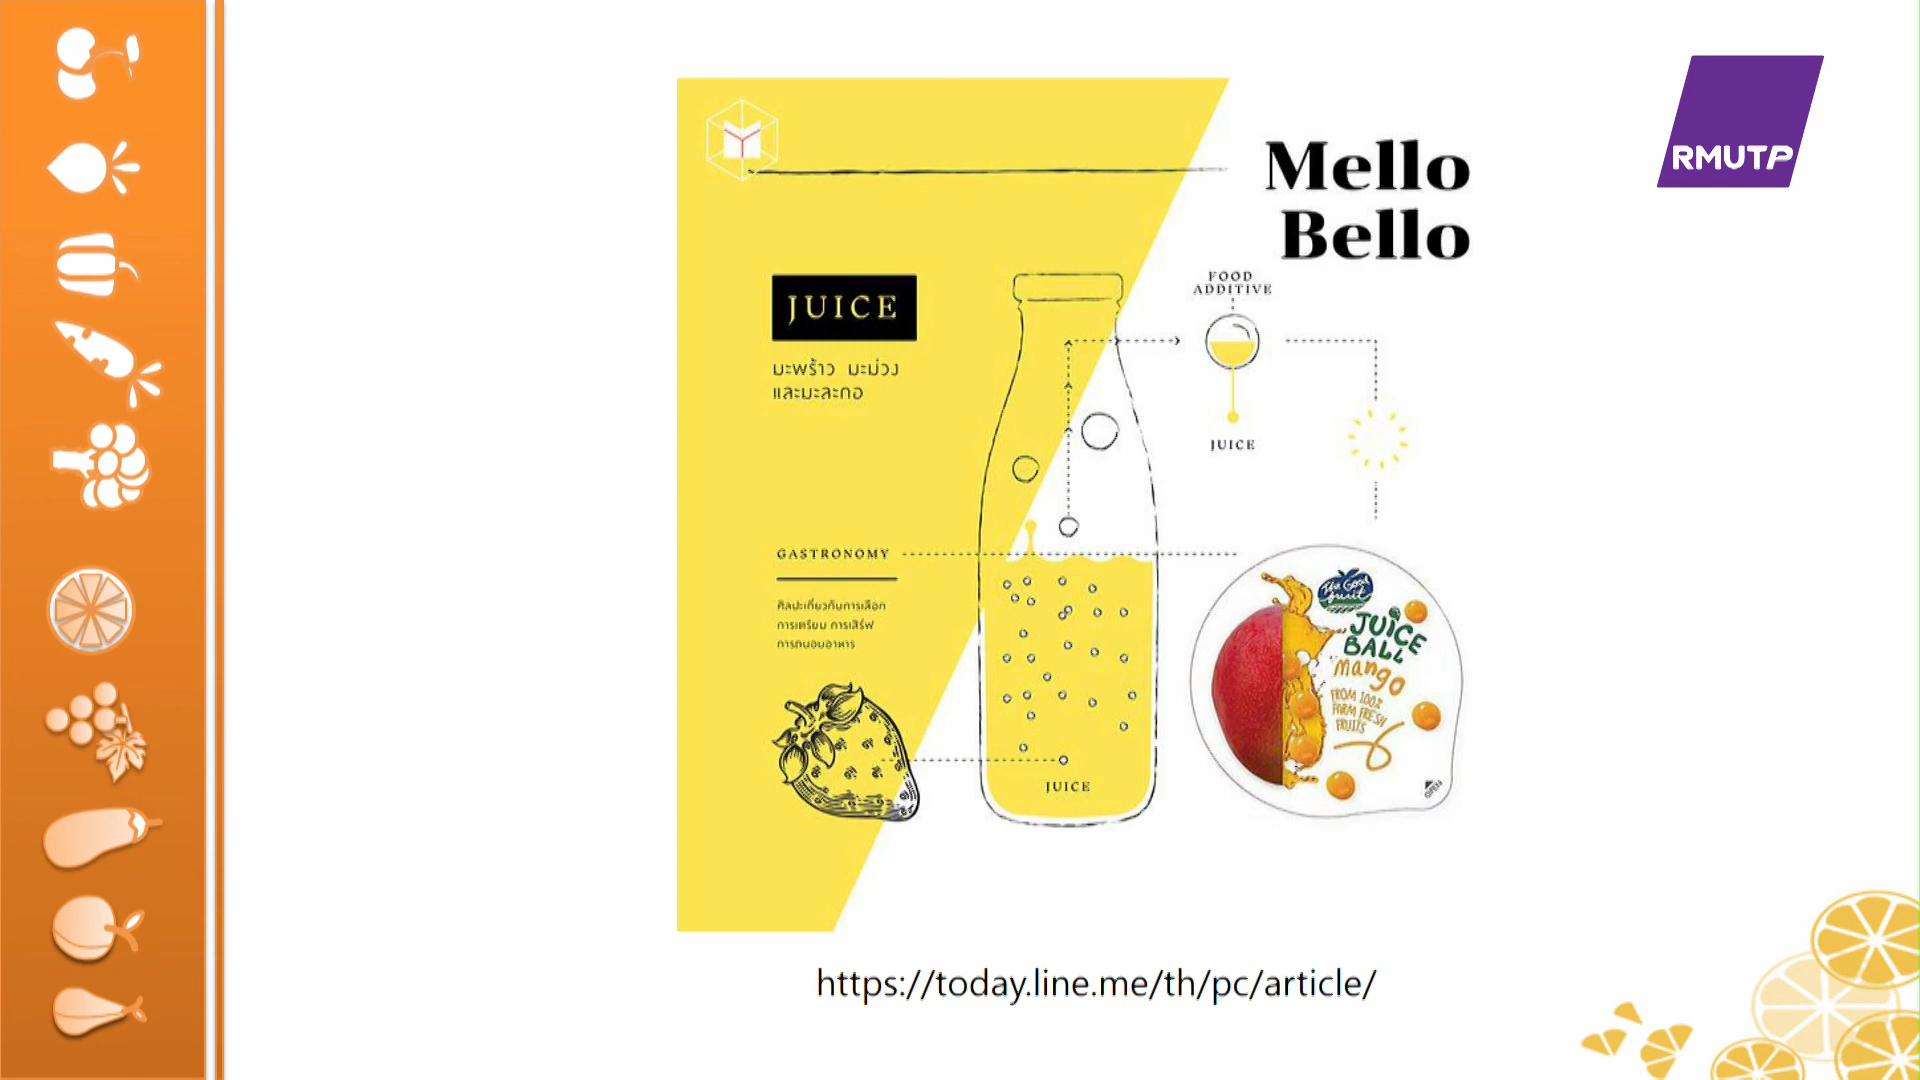 RMUTP
Mello
Bello
FOOD
ADDITIVE
JUICE
มะพร้าว มะม่วง
และมะละกอ
JUICE
GASTRONOMY
ศิลปะเกี่ยวกับการเลือก
การเตรียม การเสิร์ฟ
การถนอมอาหาร
The Good
fruit
JUiCE
BALL
mango
FROM 100%
FARM FRESH
FRUITS
OPEN
JUICE
https://today.line.me/th/pc/article/